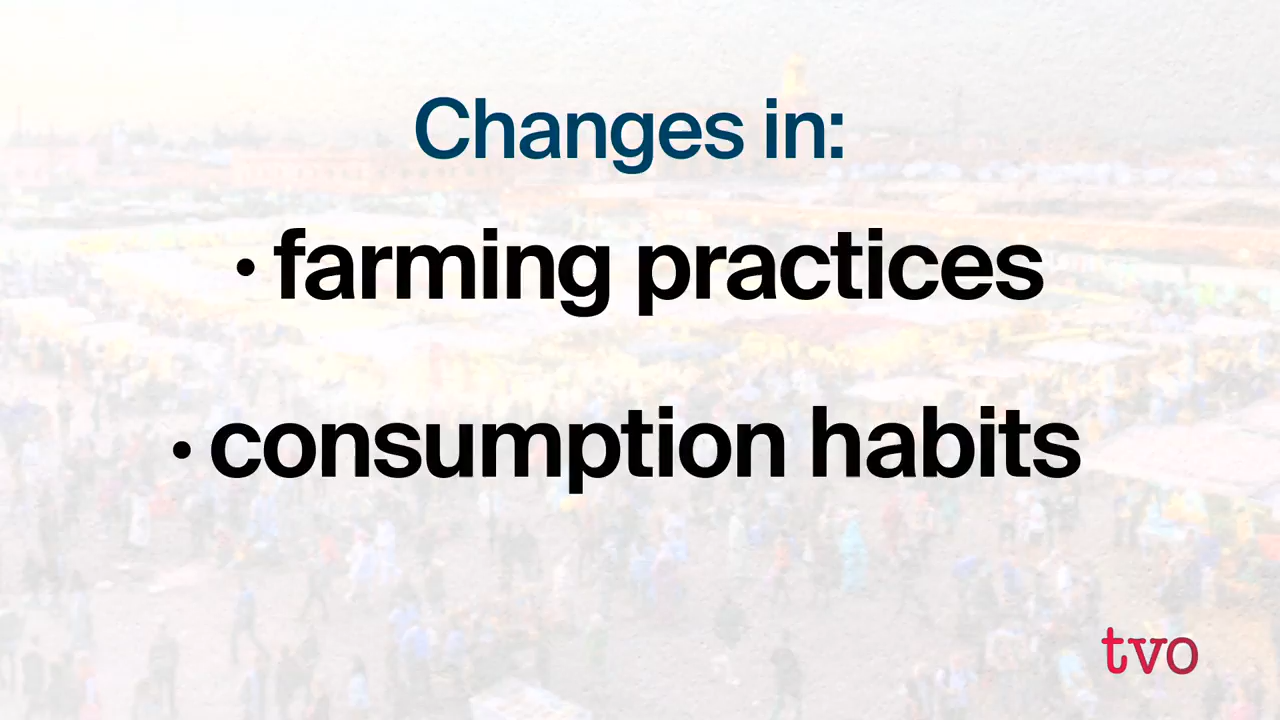 Changes in:
• farming practices
• consumption habits
tvo